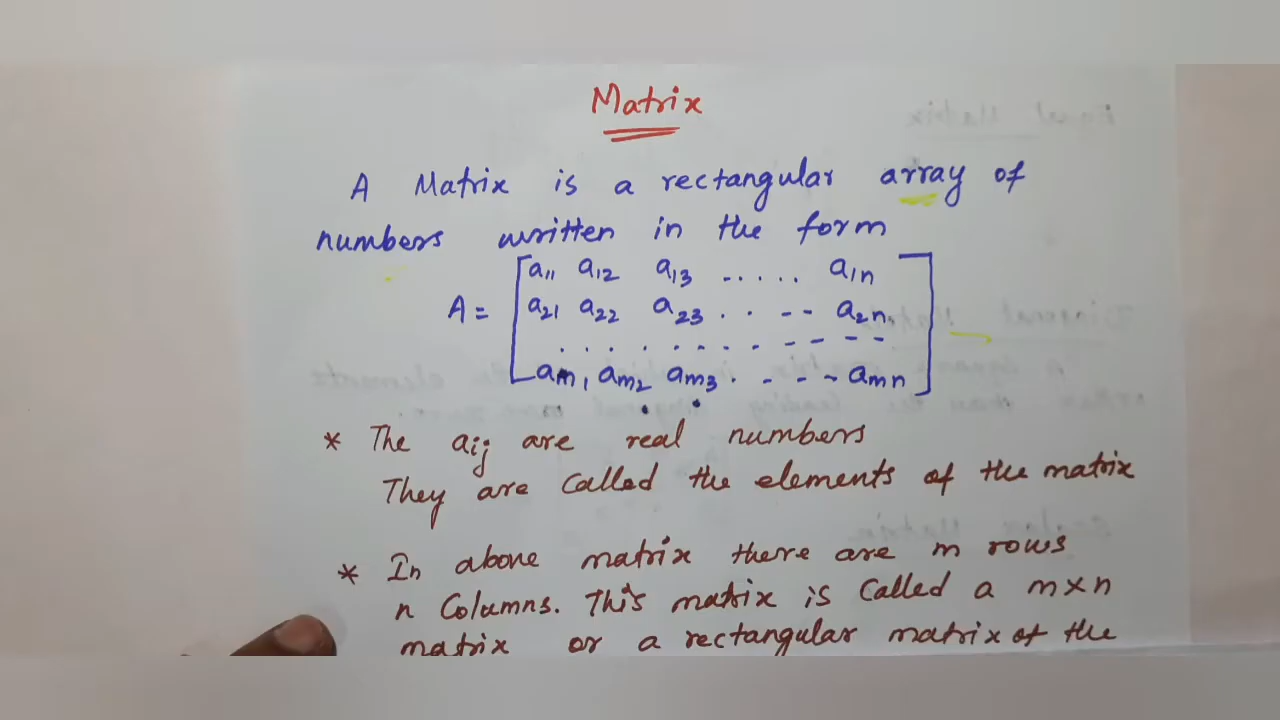 Matrix
A Matrix is a rectangular array of
numbers written in the form
A = [ a11 a12 a13 ..... a1n
a21 a22 a23 . . -- a2n
. . . . . . . . - - - - -
am1 am2 am3 . - - - - amn ]
* The aij are real numbers
They are called the elements of the matrix
* In above matrix there are m rows
n Columns. This matrix is called a m×n
matrix or a rectangular matrix of the